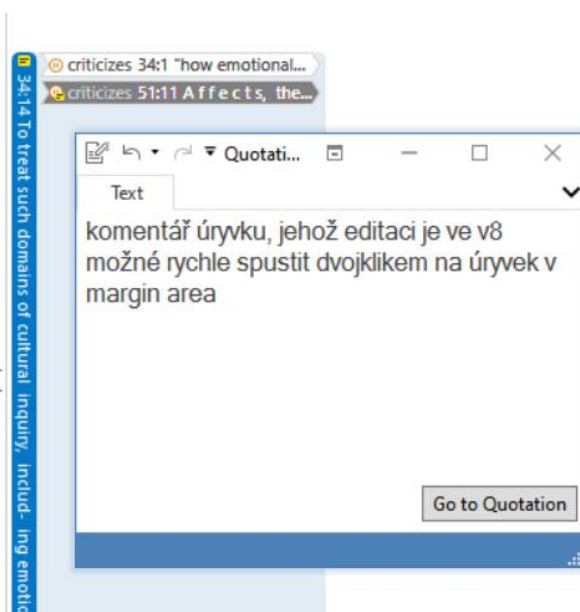 criticizes 34:1 "how emotional...
criticizes 51:11 A f f e c t s, the...
34:14 To treat such domains of cultural inquiry, includ- ing emotio
Quotati...
Text
komentář úryvku, jehož editaci je ve v8
možné rychle spustit dvojklikem na úryvek v
margin area
Go to Quotation